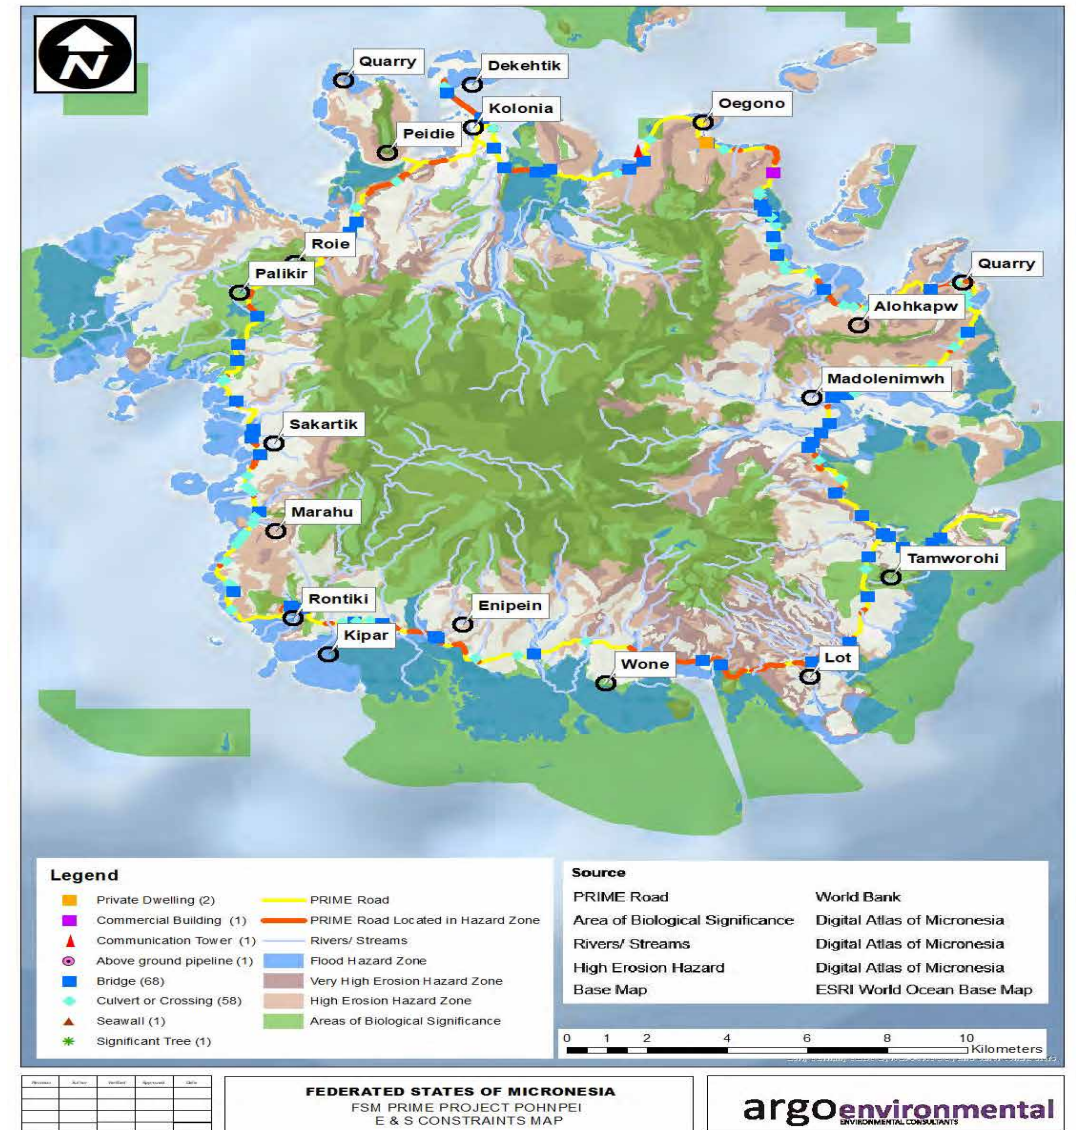 N
Quarry
Dekehtik
Kolonia
Oegono
Peidie
Roie
Quarry
Palikir
Alohkapw
Madolenimwh
Sakartik
Marahu
Tamworohi
Rontiki
Enipein
Kipar
Wone
Lot
Legend
Private Dwelling (2)
Commercial Building (1)
Communication Tower (1)
Above ground pipeline (1)
Bridge (68)
Culvert or Crossing (58)
Seawall (1)
Significant Tree (1)
PRIME Road
PRIME Road Located in Hazard Zone
Rivers/ Streams
Flood Hazard Zone
Very High Erosion Hazard Zone
High Erosion Hazard Zone
Areas of Biological Significance
Source
PRIME Road World Bank
Area of Biological Significance Digital Atlas of Micronesia
Rivers/ Streams Digital Atlas of Micronesia
High Erosion Hazard Digital Atlas of Micronesia
Base Map ESRI World Ocean Base Map
0 1 2 4 6 8 10
Kilometers
FEDERATED STATES OF MICRONESIA
FSM PRIME PROJECT POHNPEI
E & S CONSTRAINTS MAP
argoenvironmental
ENVIRONMENTAL CONSULTANTS